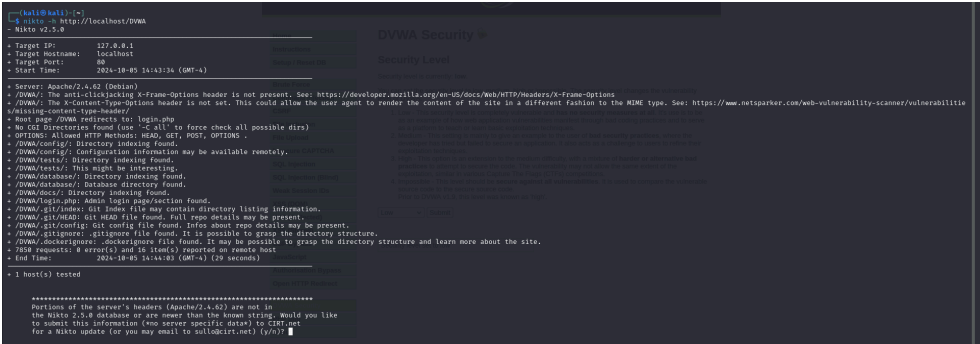 ┌──(kali㉿kali)-[~]
└─$ nikto -h http://localhost/DVWA
- Nikto v2.5.0
+ Target IP: 127.0.0.1
+ Target Hostname: localhost
+ Target Port: 80
+ Start Time: 2024-10-05 14:43:34 (GMT-4)
+ Server: Apache/2.4.62 (Debian)
+ /DVWA/: The anti-clickjacking X-Frame-Options header is not present. See: https://developer.mozilla.org/en-US/docs/Web/HTTP/Headers/X-Frame-Options
+ /DVWA/: The X-Content-Type-Options header is not set. This could allow the user agent to render the content of the site in a different fashion to the MIME type. See: https://www.netsparker.com/web-vulnerability-scanner/vulnerabilitie
s/missing-content-type-header/
+ Root page /DVWA redirects to: login.php
+ No CGI Directories found (use '-C all' to force check all possible dirs)
+ OPTIONS: Allowed HTTP Methods: HEAD, GET, POST, OPTIONS .
+ /DVWA/config/: Directory indexing found.
+ /DVWA/config/: Configuration information may be available remotely.
+ /DVWA/tests/: Directory indexing found.
+ /DVWA/tests/: This might be interesting.
+ /DVWA/database/: Directory indexing found.
+ /DVWA/database/: Database directory found.
+ /DVWA/docs/: Directory indexing found.
+ /DVWA/login.php: Admin login page/section found.
+ /DVWA/.git/index: Git Index file may contain directory listing information.
+ /DVWA/.git/HEAD: Git HEAD file found. Full repo details may be present.
+ /DVWA/.git/config: Git config file found. Infos about repo details may be present.
+ /DVWA/.gitignore: .gitignore file found. It is possible to grasp the directory structure.
+ /DVWA/.dockerignore: .dockerignore file found. It may be possible to grasp the directory structure and learn more about the site.
+ 7850 requests: 0 error(s) and 16 item(s) reported on remote host
+ End Time: 2024-10-05 14:44:03 (GMT-4) (29 seconds)
+ 1 host(s) tested
*********************************************************************
Portions of the server's headers (Apache/2.4.62) are not in
the Nikto 2.5.0 database or are newer than the known string. Would you like
to submit this information (*no server specific data*) to CIRT.net
for a Nikto update (or you may email to sullo@cirt.net) (y/n)?
DVWA Security
Security Level